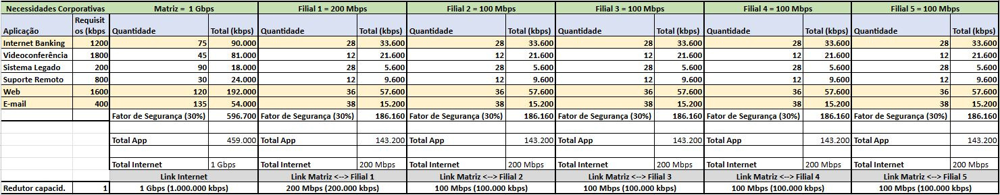 Necessidades Corporativas Matriz = 1 Gbps Filial 1 = 200 Mbps Filial 2 = 100 Mbps Filial 3 = 100 Mbps Filial 4 = 100 Mbps Filial 5 = 100 Mbps
Aplicação Requisit os (kbps Quantidade Total (kbps) Quantidade Total (kbps) Quantidade Total (kbps) Quantidade Total (kbps) Quantidade Total (kbps) Quantidade Total (kbps)
Internet Banking 1200 75 90.000 28 33.600 28 33.600 28 33.600 28 33.600 28 33.600
Videoconferência 1800 45 81.000 12 21.600 12 21.600 12 21.600 12 21.600 12 21.600
Sistema Legado 200 90 18.000 28 5.600 28 5.600 28 5.600 28 5.600 28 5.600
Suporte Remoto 800 30 24.000 12 9.600 12 9.600 12 9.600 12 9.600 12 9.600
Web 1600 120 192.000 36 57.600 36 57.600 36 57.600 36 57.600 36 57.600
E-mail 400 135 54.000 38 15.200 38 15.200 38 15.200 38 15.200 38 15.200
Fator de Segurança (30%) 596.700 Fator de Segurança (30%) 186.160 Fator de Segurança (30%) 186.160 Fator de Segurança (30%) 186.160 Fator de Segurança (30%) 186.160 Fator de Segurança (30%) 186.160
Total App 459.000 Total App 143.200 Total App 143.200 Total App 143.200 Total App 143.200 Total App 143.200
Total Internet 1 Gbps Total Internet 200 Mbps Total Internet 200 Mbps Total Internet 200 Mbps Total Internet 200 Mbps Total Internet 200 Mbps
Link Internet Link Matriz <--> Filial 1 Link Matriz <--> Filial 2 Link Matriz <--> Filial 3 Link Matriz <--> Filial 4 Link Matriz <--> Filial 5
Redutor capacid. 1 1 Gbps (1.000.000 kbps) 200 Mbps (200.000 kbps) 100 Mbps (100.000 kbps) 100 Mbps (100.000 kbps) 100 Mbps (100.000 kbps) 100 Mbps (100.000 kbps)